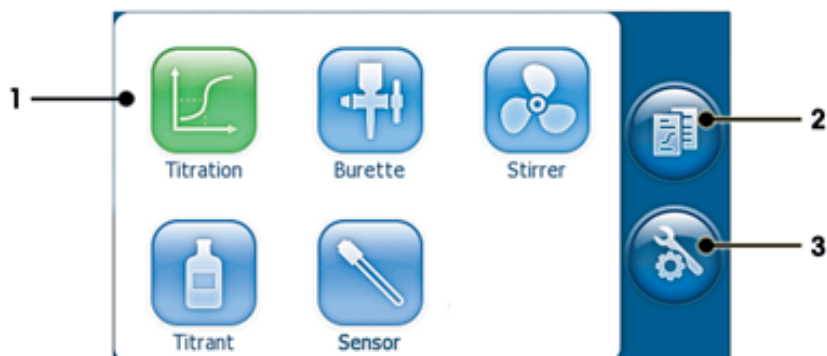 1
Titration
Burette
Stirrer
2
Titrant
Sensor
3